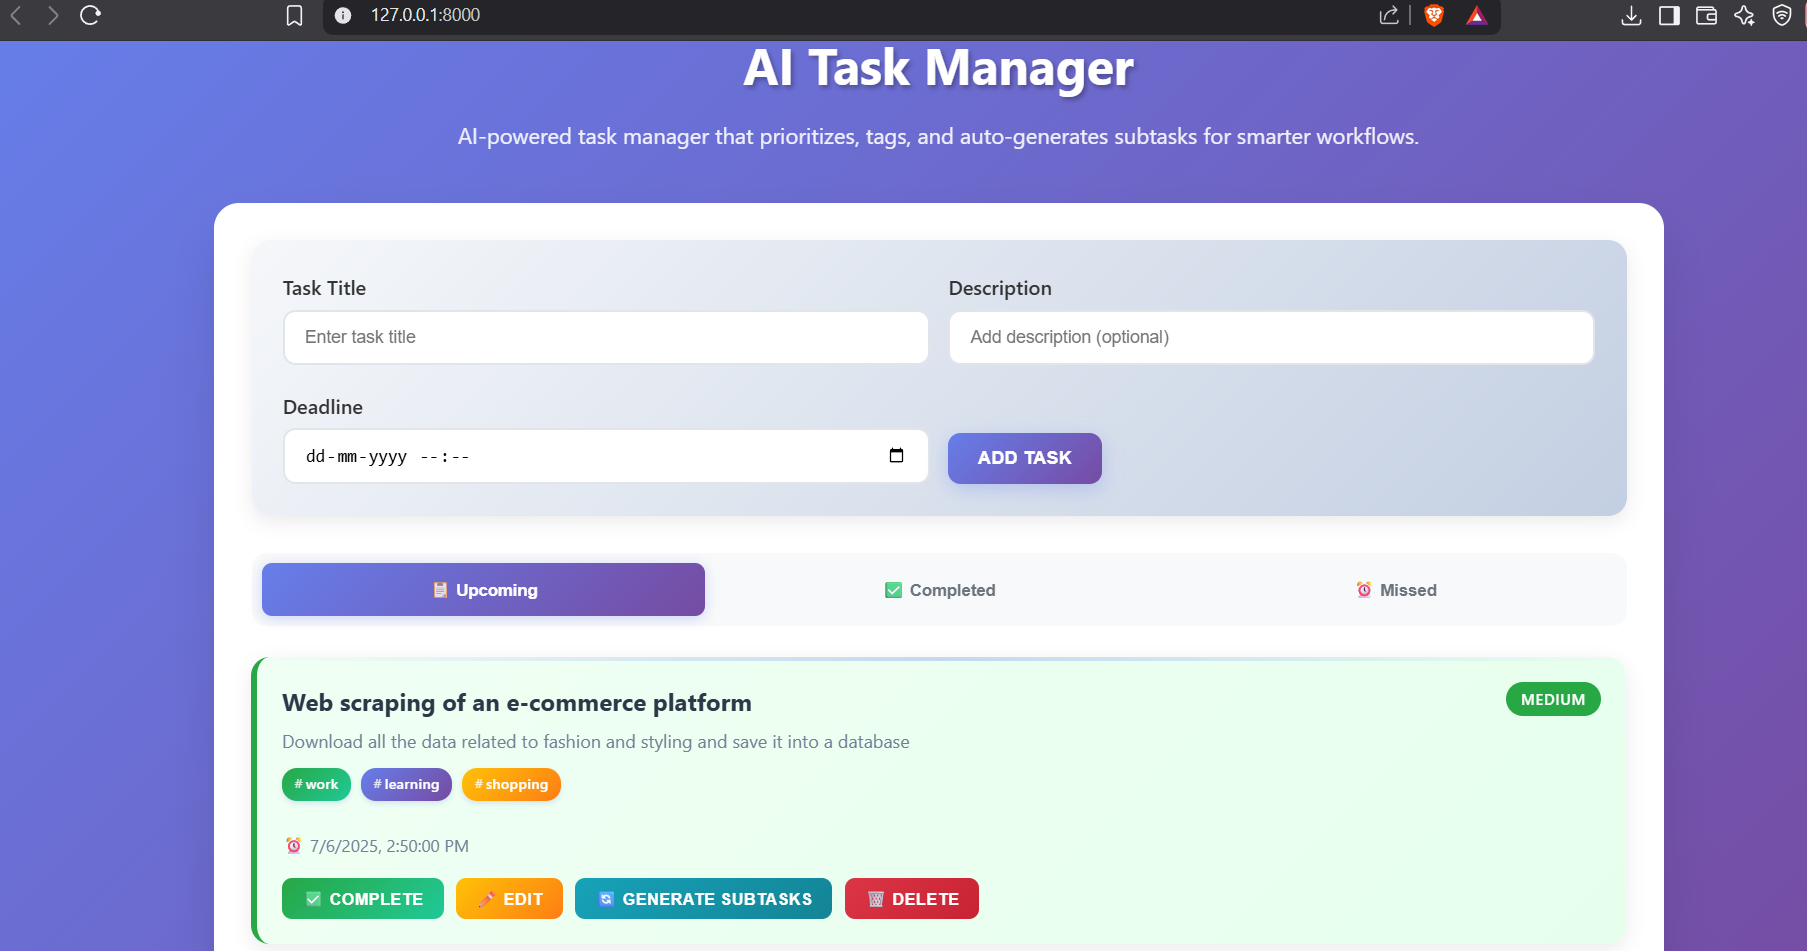 127.0.0.1:8000
AI Task Manager
AI-powered task manager that prioritizes, tags, and auto-generates subtasks for smarter workflows.
Task Title
Description
Enter task title
Add description (optional)
Deadline
dd-mm-yyyy --:--
ADD TASK
Upcoming
Completed
Missed
Web scraping of an e-commerce platform
MEDIUM
Download all the data related to fashion and styling and save it into a database
# work
# learning
# shopping
7/6/2025, 2:50:00 PM
COMPLETE
EDIT
GENERATE SUBTASKS
DELETE